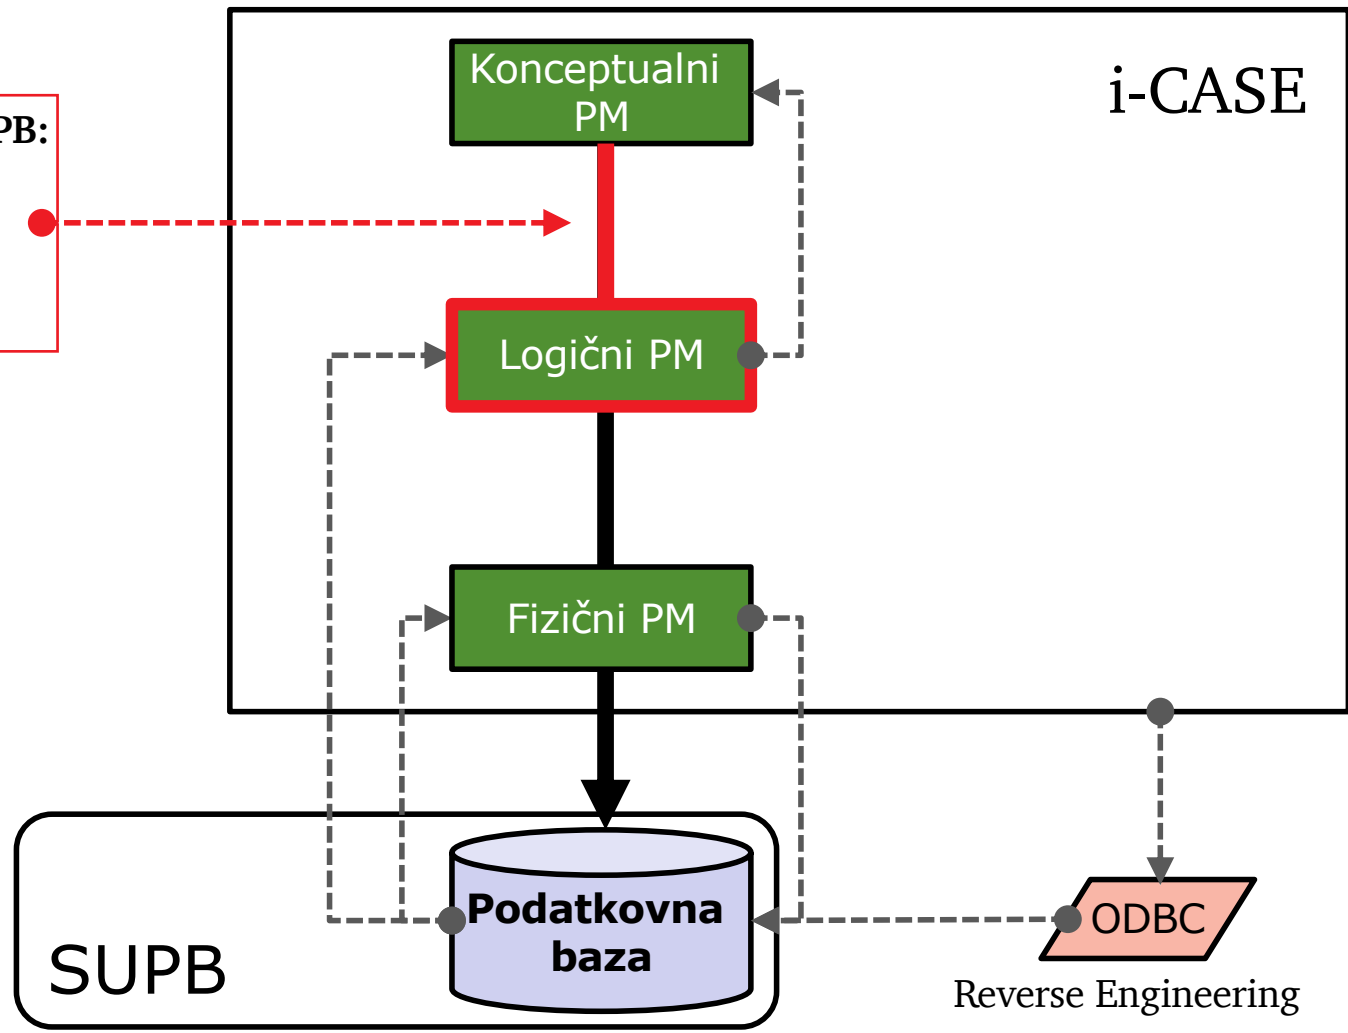 Konceptualni
PM
i-CASE
PB:
Logični PM
Fizični PM
Podatkovna
baza
SUPB
ODBC
Reverse Engineering